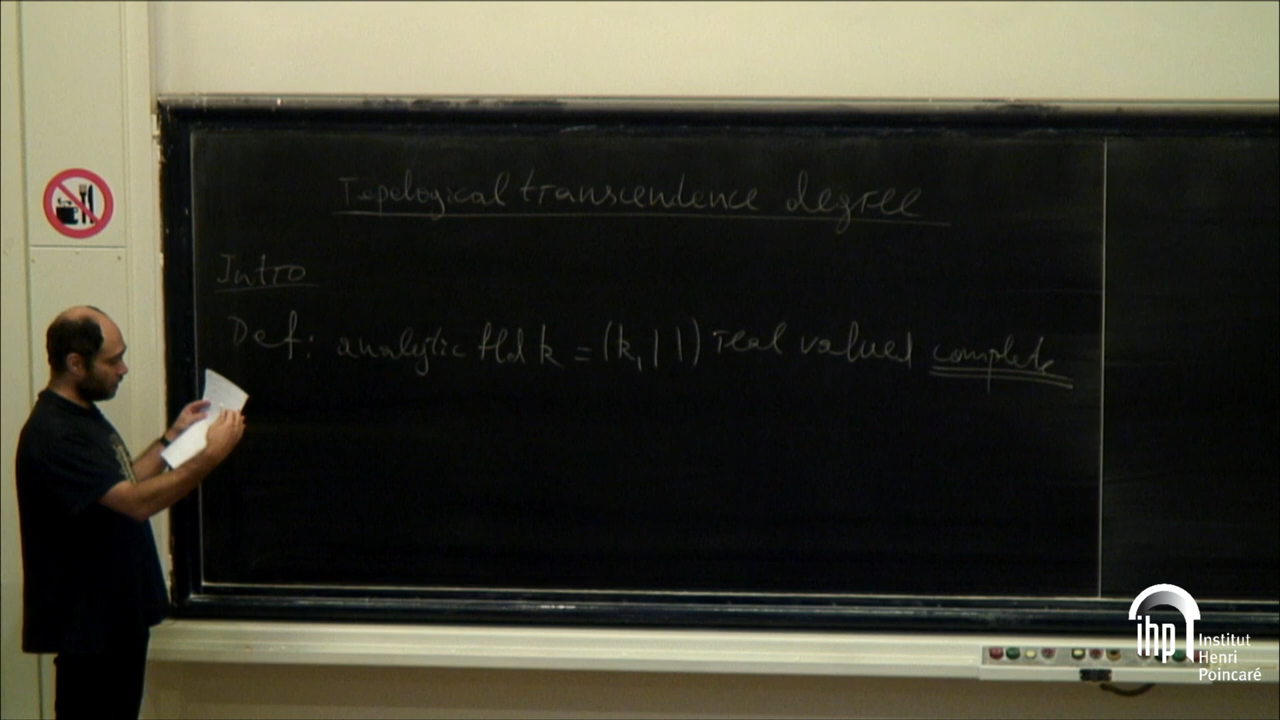 Topological transcendence degree
Intro
Def: analytic fld k = (k, | |) real valued complete
ihp
Institut
Henri
Poincaré